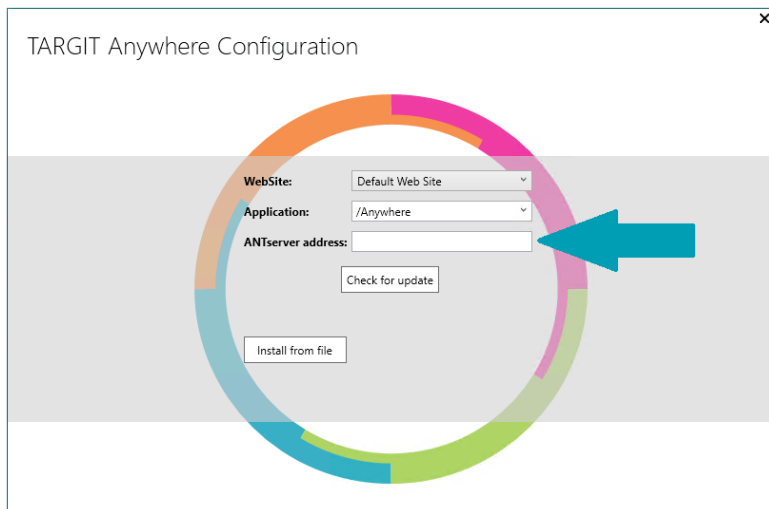 TARGIT Anywhere Configuration
WebSite: Default Web Site
Application: /Anywhere
ANTserver address:
Check for update
Install from file